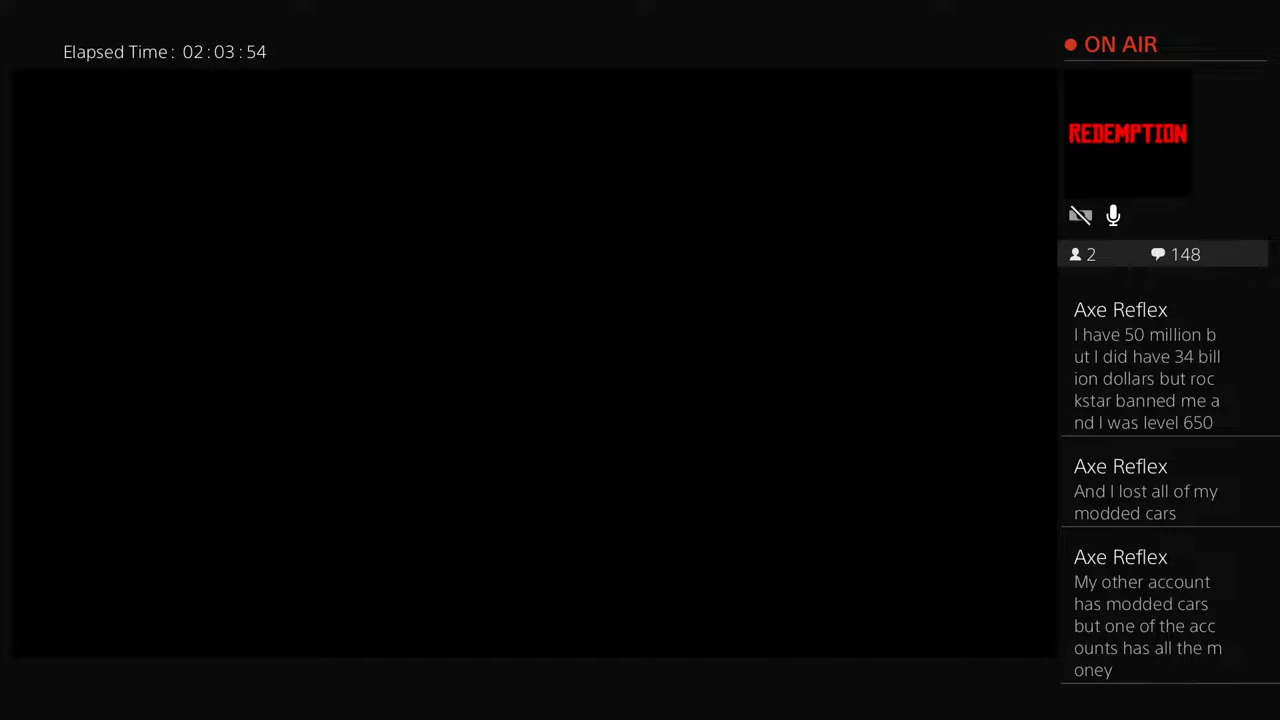 Elapsed Time: 02:03:54
ON AIR
REDEMPTION
2 148
Axe Reflex
I have 50 million b
ut I did have 34 bill
ion dollars but roc
kstar banned me a
nd I was level 650
Axe Reflex
And I lost all of my
modded cars
Axe Reflex
My other account
has modded cars
but one of the acc
ounts has all the m
oney